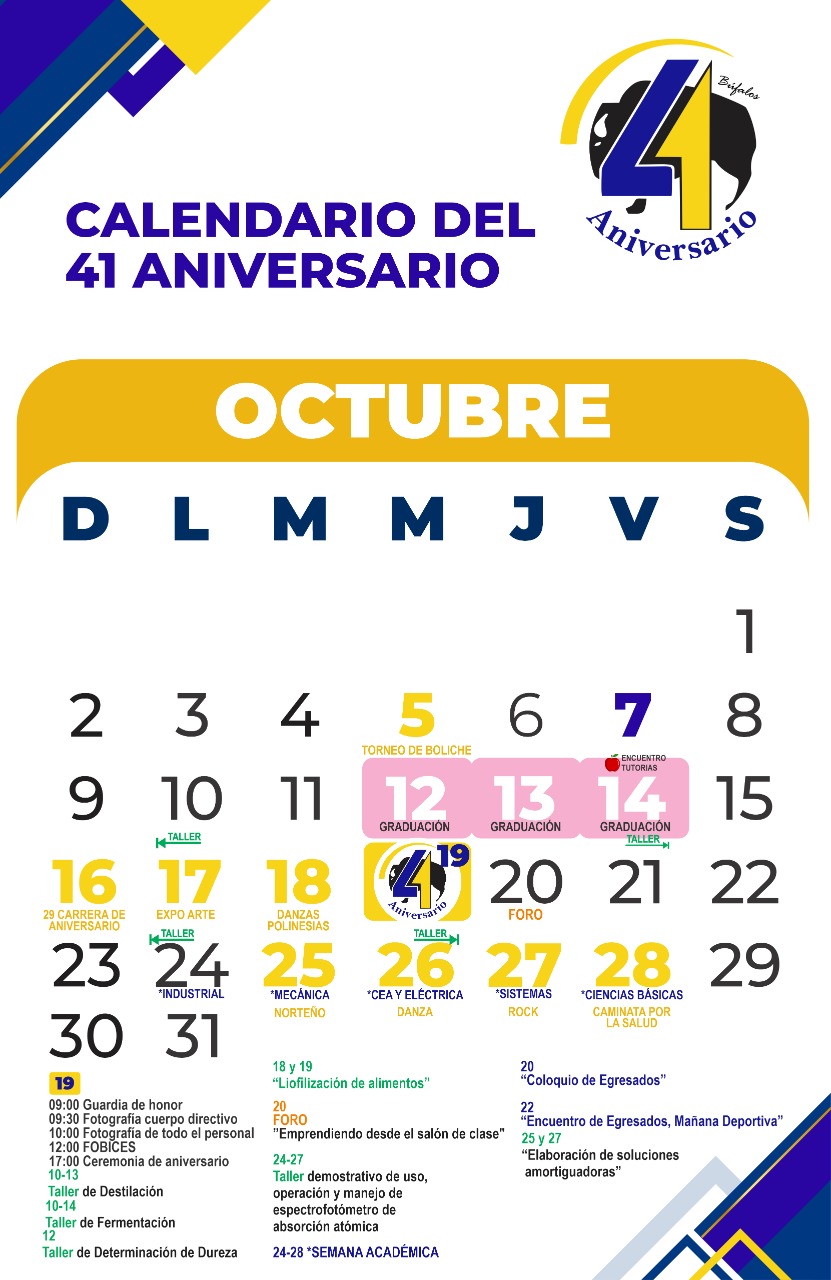 41
Búfalos
Aniversario
CALENDARIO DEL
41 ANIVERSARIO
OCTUBRE
D L M M J V S
1
2 3 4 5 6 7 8
TORNEO DE BOLICHE
ENCUENTRO
TUTORIAS
9 10 11 12 13 14 15
GRADUACIÓN GRADUACIÓN GRADUACIÓN
TALLER TALLER
16 17 18 41 19 20 21 22
Aniversario
29 CARRERA DE
ANIVERSARIO
EXPO ARTE
DANZAS
POLINESIAS
FORO
TALLER TALLER
23 24 25 26 27 28 29
*INDUSTRIAL *MECÁNICA *CEA Y ELÉCTRICA *SISTEMAS *CIENCIAS BÁSICAS
NORTEÑO DANZA ROCK CAMINATA POR
LA SALUD
30 31
19
09:00 Guardia de honor
09:30 Fotografía cuerpo directivo
10:00 Fotografía de todo el personal
12:00 FOBICES
17:00 Ceremonia de aniversario
10-13
Taller de Destilación
10-14
Taller de Fermentación
12
Taller de Determinación de Dureza
18 y 19
“Liofilización de alimentos”
20
FORO
"Emprendiendo desde el salón de clase"
24-27
Taller demostrativo de uso,
operación y manejo de
espectrofotómetro de
absorción atómica
24-28 *SEMANA ACADÉMICA
20
“Coloquio de Egresados”
22
“Encuentro de Egresados, Mañana Deportiva”
25 y 27
“Elaboración de soluciones
amortiguadoras”